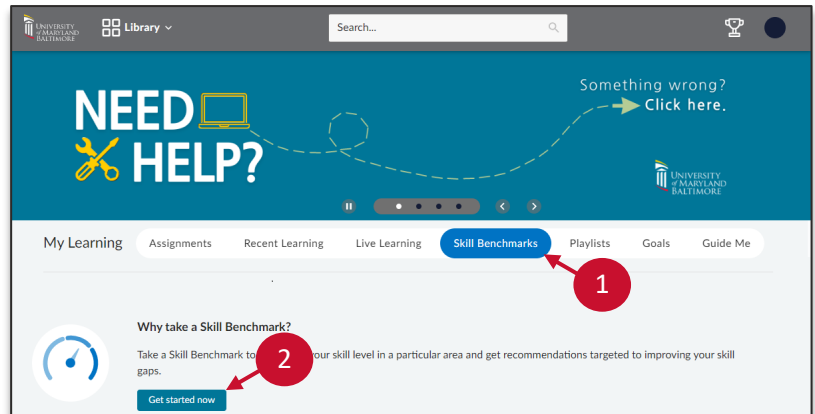 UNIVERSITY
of MARYLAND
BALTIMORE
Library
Search...
NEED
HELP?
Something wrong?
Click here.
UNIVERSITY
of MARYLAND
BALTIMORE
My Learning Assignments Recent Learning Live Learning Skill Benchmarks Playlists Goals Guide Me
1
Why take a Skill Benchmark?
2
Take a Skill Benchmark to your skill level in a particular area and get recommendations targeted to improving your skill
gaps.
Get started now